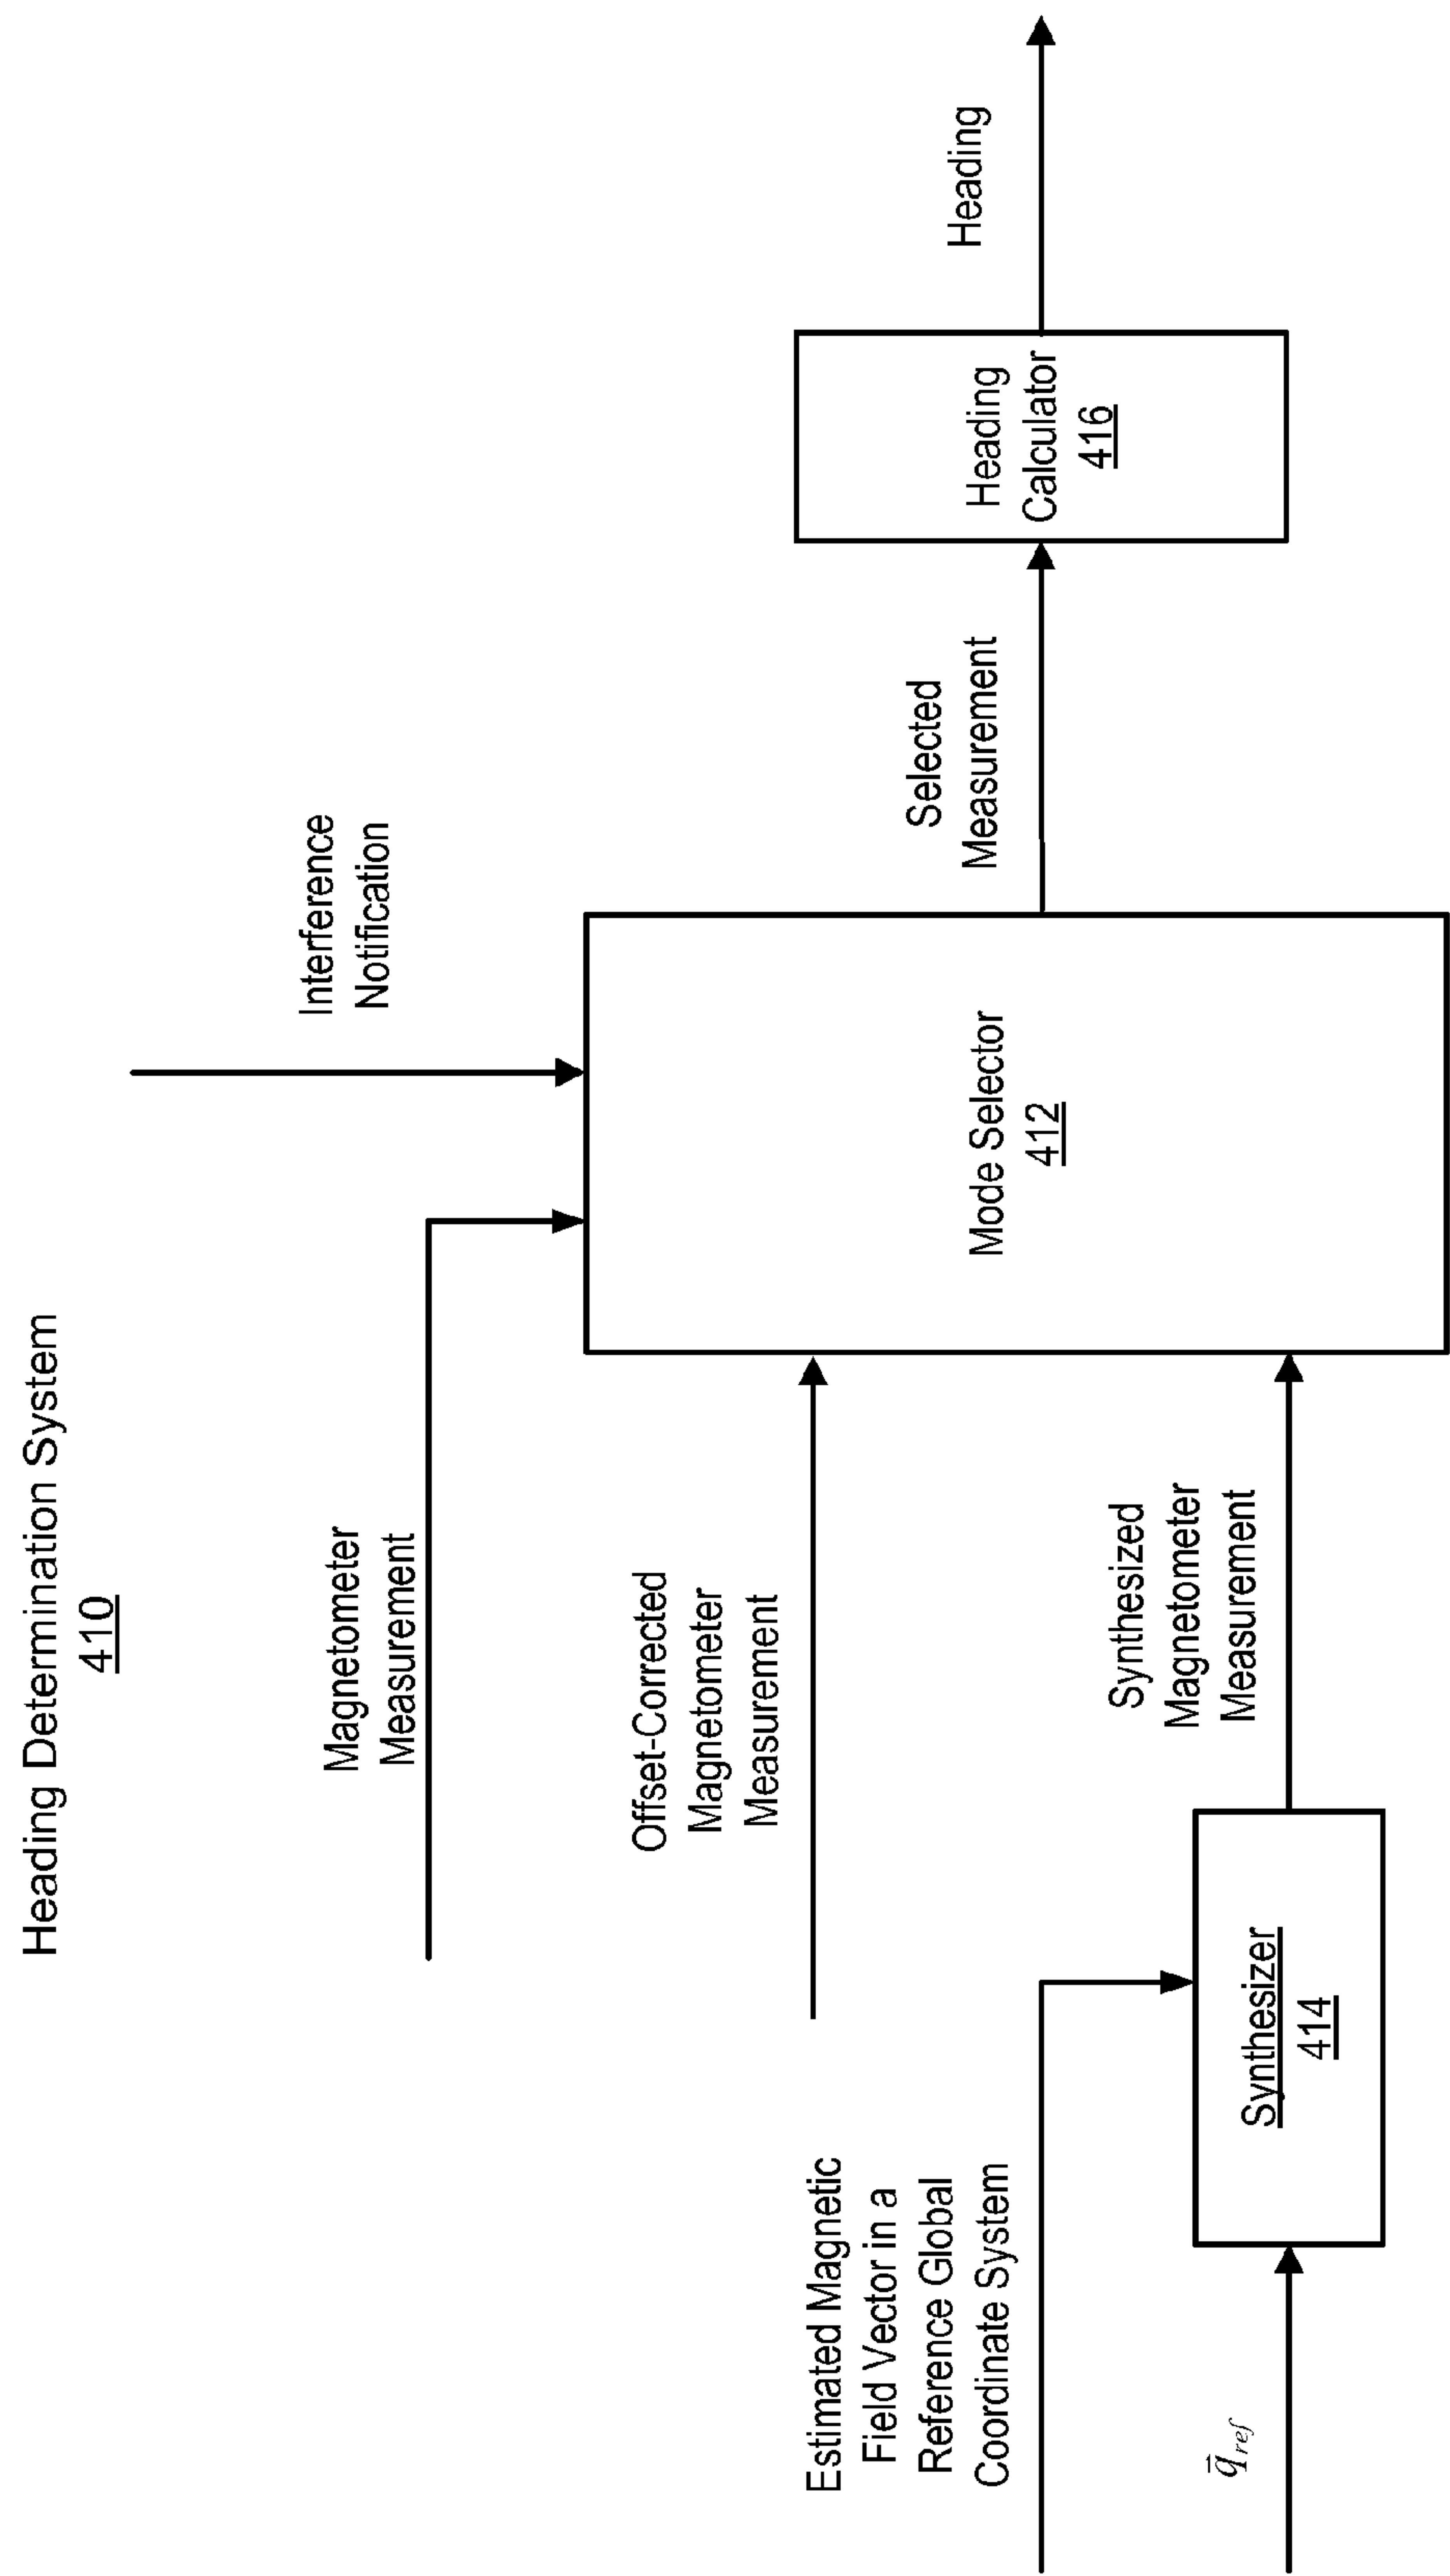 Heading Determination System
410
Interference
Notification
Magnetometer
Measurement
Offset-Corrected
Magnetometer
Measurement
Mode Selector
412
Selected
Measurement
Heading
Calculator
416
Heading
Estimated Magnetic
Field Vector in a
Reference Global
Coordinate System
Synthesized
Magnetometer
Measurement
Synthesizer
414
q̄ref